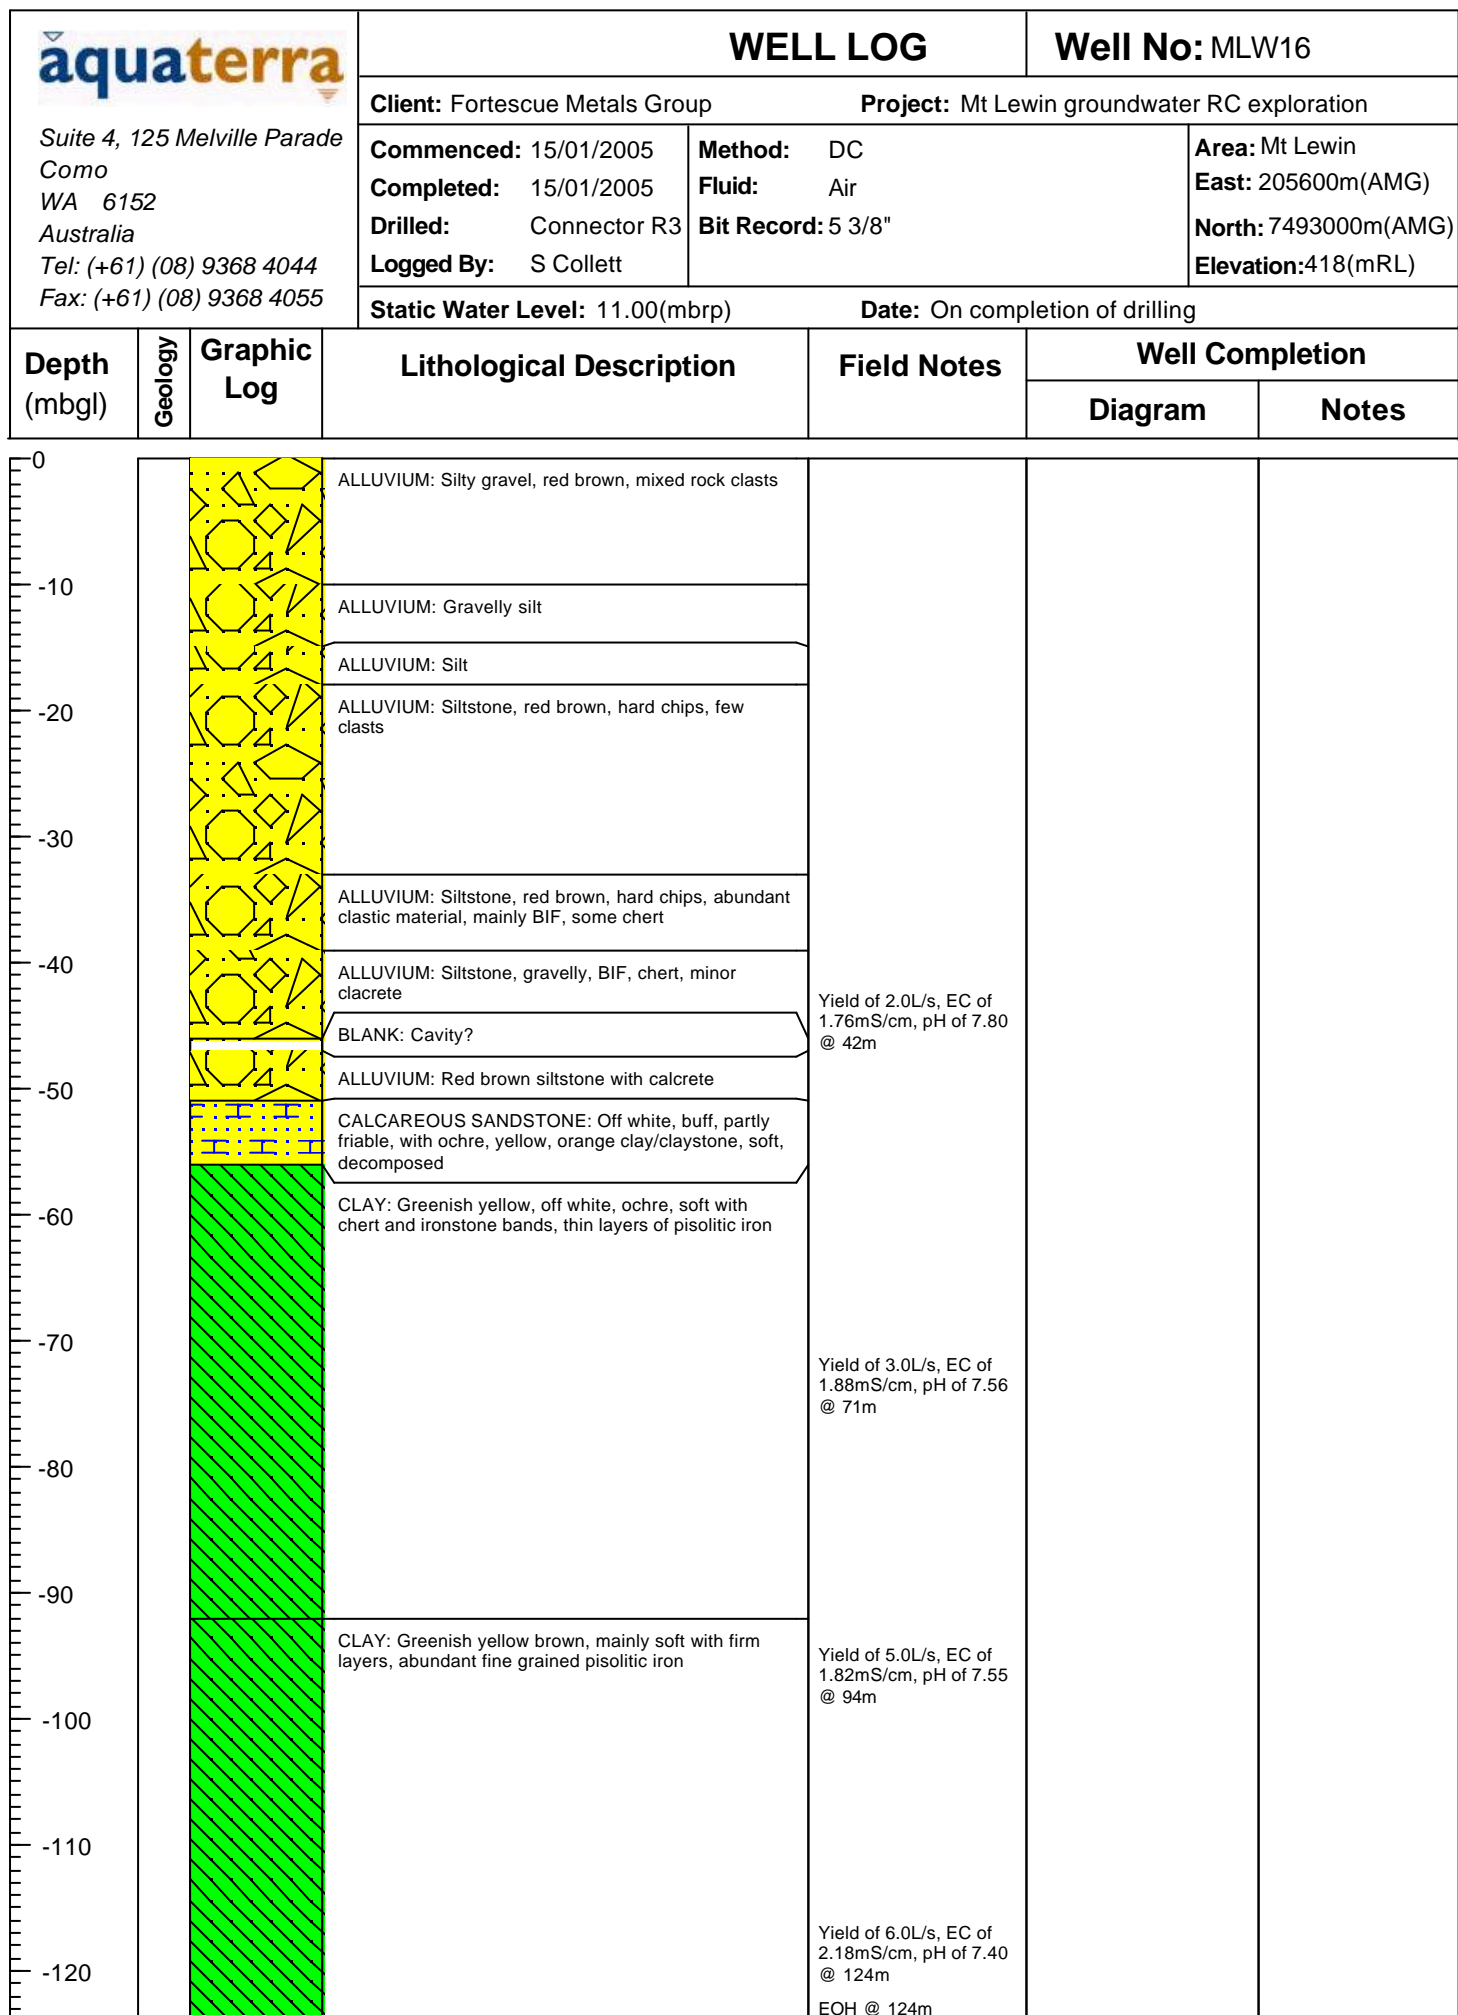 aquaterra
Suite 4, 125 Melville Parade
Como
WA 6152
Australia
Tel: (+61) (08) 9368 4044
Fax: (+61) (08) 9368 4055
WELL LOG
Well No: MLW16
Client: Fortescue Metals Group
Project: Mt Lewin groundwater RC exploration
Commenced: 15/01/2005
Completed: 15/01/2005
Drilled: Connector R3
Logged By: S Collett
Method: DC
Fluid: Air
Bit Record: 5 3/8"
Area: Mt Lewin
East: 205600m(AMG)
North: 7493000m(AMG)
Elevation: 418(mRL)
Static Water Level: 11.00(mbrp)
Date: On completion of drilling
Depth
(mbgl)
Geology
Graphic
Log
Lithological Description
Field Notes
Well Completion
Diagram
Notes
0
ALLUVIUM: Silty gravel, red brown, mixed rock clasts
-10
ALLUVIUM: Gravelly silt
ALLUVIUM: Silt
-20
ALLUVIUM: Siltstone, red brown, hard chips, few
clasts
-30
ALLUVIUM: Siltstone, red brown, hard chips, abundant
clastic material, mainly BIF, some chert
-40
ALLUVIUM: Siltstone, gravelly, BIF, chert, minor
clacrete
Yield of 2.0L/s, EC of
1.76mS/cm, pH of 7.80
@ 42m
BLANK: Cavity?
ALLUVIUM: Red brown siltstone with calcrete
-50
CALCAREOUS SANDSTONE: Off white, buff, partly
friable, with ochre, yellow, orange clay/claystone, soft,
decomposed
CLAY: Greenish yellow, off white, ochre, soft with
chert and ironstone bands, thin layers of pisolitic iron
-60
-70
Yield of 3.0L/s, EC of
1.88mS/cm, pH of 7.56
@ 71m
-80
-90
CLAY: Greenish yellow brown, mainly soft with firm
layers, abundant fine grained pisolitic iron
Yield of 5.0L/s, EC of
1.82mS/cm, pH of 7.55
@ 94m
-100
-110
Yield of 6.0L/s, EC of
2.18mS/cm, pH of 7.40
@ 124m
-120
EOH @ 124m